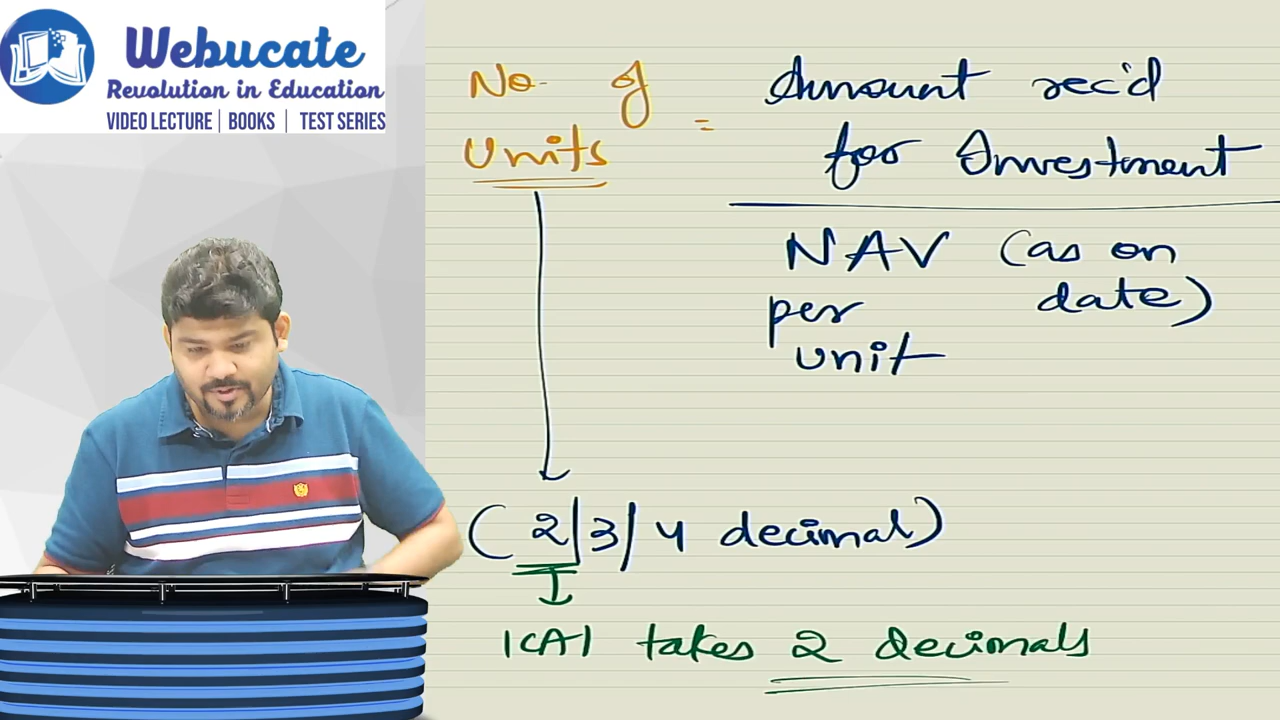 Webucate
Revolution in Education
VIDEO LECTURE | BOOKS | TEST SERIES
No. of
Units
=
Amount rec'd
for Investment
NAV (as on
per date)
unit
( 2|3|4 decimal)
ICAI takes 2 decimals